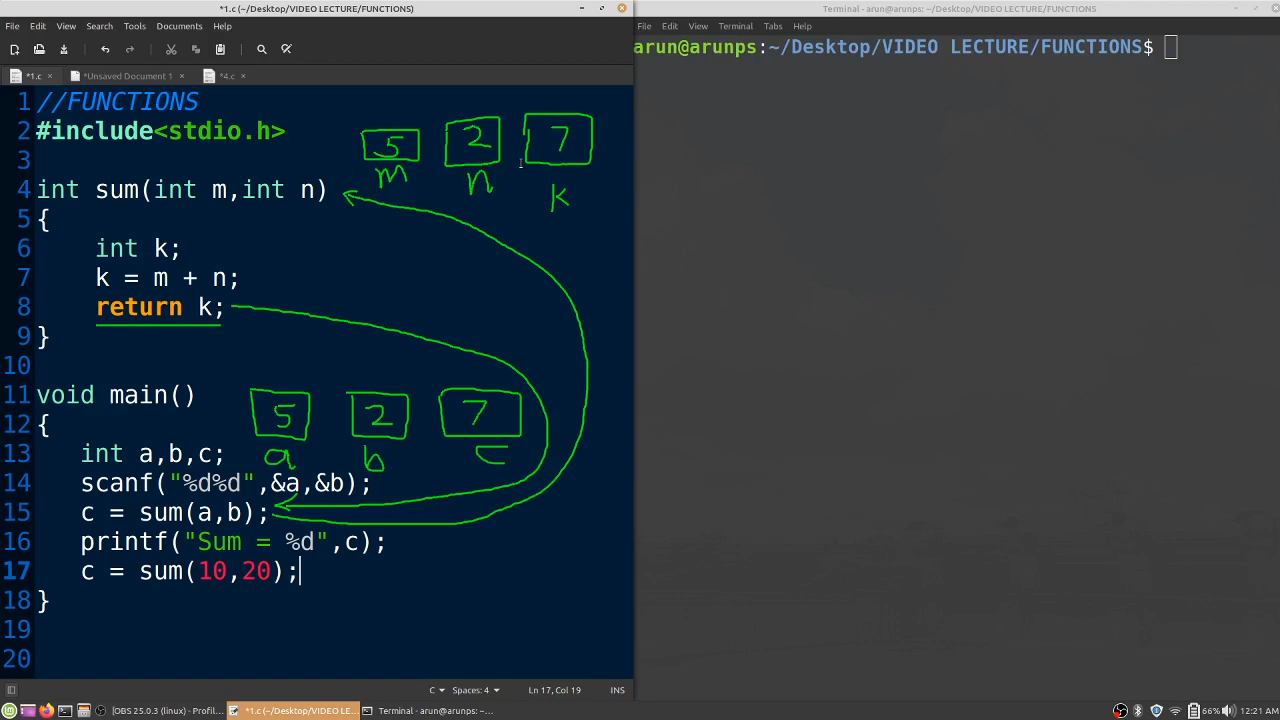 *1.c (~/Desktop/VIDEO LECTURE/FUNCTIONS)
File Edit View Search Tools Documents Help
*1.c × *Unsaved Document 1 × *4.c ×
1 //FUNCTIONS
2 #include<stdio.h>
3
4 int sum(int m,int n)
5 {
6 int k;
7 k = m + n;
8 return k;
9 }
10
11 void main()
12 {
13 int a,b,c;
14 scanf("%d%d",&a,&b);
15 c = sum(a,b);
16 printf("Sum = %d",c);
17 c = sum(10,20);
18 }
19
20
5 2 7
m n k
5 2 7
a b c
C Spaces: 4 Ln 17, Col 19 INS
Terminal - arun@arunps: ~/Desktop/VIDEO LECTURE/FUNCTIONS
File Edit View Terminal Tabs Help
arun@arunps:~/Desktop/VIDEO LECTURE/FUNCTIONS$
[OBS 25.0.3 (linux) - Profil... *1.c (~/Desktop/VIDEO LE... Terminal - arun@arunps: ~/... 66% 12:21 AM